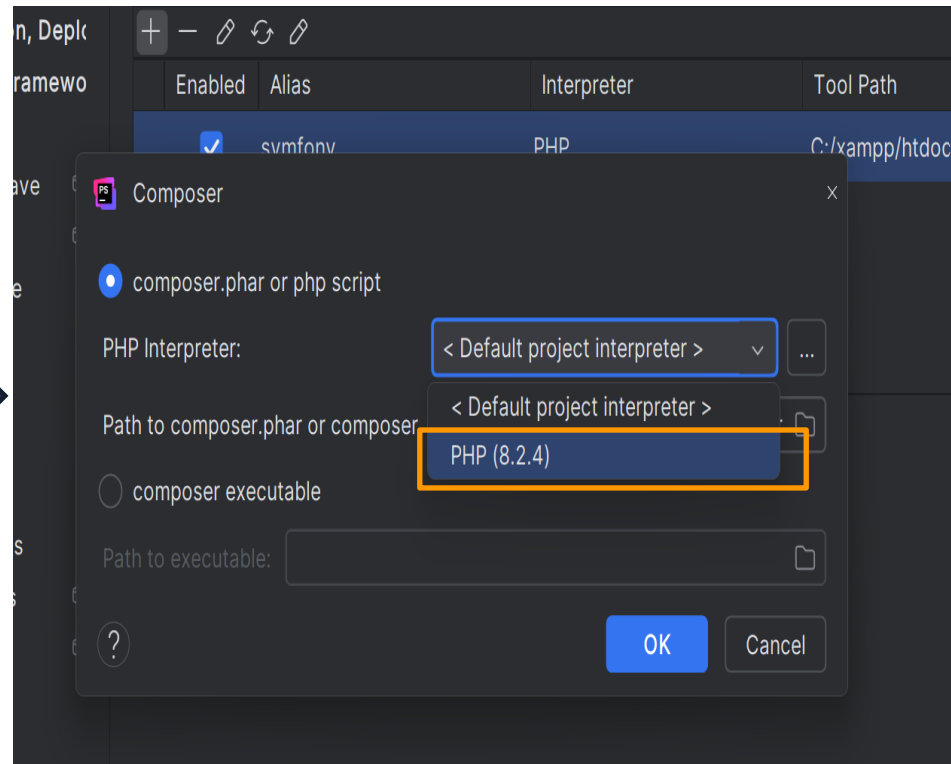 n, Depl
ramewo
Enabled Alias Interpreter Tool Path
symfony PHP C:/xampp/htdoc
ave
PS Composer
e
composer.phar or php script
PHP Interpreter: < Default project interpreter > ...
< Default project interpreter >
Path to composer.phar or composer
PHP (8.2.4)
composer executable
s
Path to executable:
s
? OK Cancel